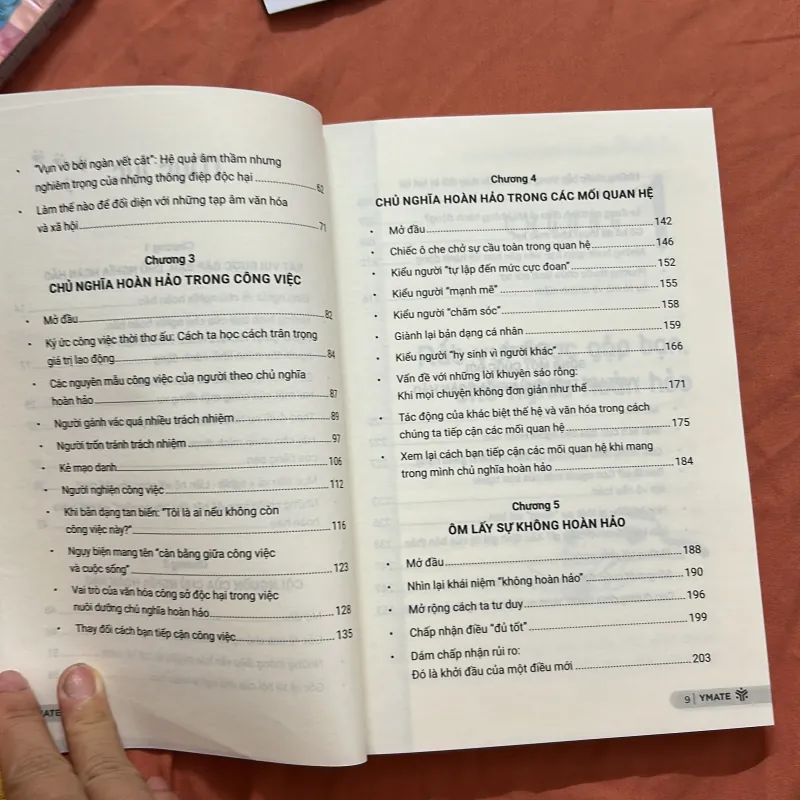 • "Vụn vỡ bởi ngàn vết cắt": Hệ quả âm thầm nhưng
nghiêm trọng của những thông điệp độc hại ........ 62
• Làm thế nào để đối diện với những tạp âm văn hóa
và xã hội ........ 71
Chương 3
CHỦ NGHĨA HOÀN HẢO TRONG CÔNG VIỆC
• Mở đầu ........ 82
• Ký ức công việc thời thơ ấu: Cách ta học cách trân trọng
giá trị lao động ........ 84
• Các nguyên mẫu công việc của người theo chủ nghĩa
hoàn hảo ........ 87
• Người gánh vác quá nhiều trách nhiệm ........ 89
• Người trốn tránh trách nhiệm ........ 97
• Kẻ mạo danh ........ 106
• Người nghiện công việc ........ 112
• Khi bản dạng tan biến: "Tôi là ai nếu không còn
công việc này?" ........ 116
• Ngụy biện mang tên "cân bằng giữa công việc
và cuộc sống" ........ 123
• Vai trò của văn hóa công sở độc hại trong việc
nuôi dưỡng chủ nghĩa hoàn hảo ........ 128
• Thay đổi cách bạn tiếp cận công việc ........ 135
Chương 4
CHỦ NGHĨA HOÀN HẢO TRONG CÁC MỐI QUAN HỆ
• Mở đầu ........ 142
• Chiếc ô che chở sự cầu toàn trong quan hệ ........ 146
• Kiểu người "tự lập đến mức cực đoan" ........ 152
• Kiểu người "mạnh mẽ" ........ 155
• Kiểu người "chăm sóc" ........ 158
• Giành lại bản dạng cá nhân ........ 159
• Kiểu người "hy sinh vì người khác" ........ 166
• Vấn đề với những lời khuyên sáo rỗng:
Khi mọi chuyện không đơn giản như thế ........ 171
• Tác động của khác biệt thế hệ và văn hóa trong cách
chúng ta tiếp cận các mối quan hệ ........ 175
• Xem lại cách bạn tiếp cận các mối quan hệ khi mang
trong mình chủ nghĩa hoàn hảo ........ 184
Chương 5
ÔM LẤY SỰ KHÔNG HOÀN HẢO
• Mở đầu ........ 188
• Nhìn lại khái niệm "không hoàn hảo" ........ 190
• Mở rộng cách ta tư duy ........ 196
• Chấp nhận điều "đủ tốt" ........ 199
• Dám chấp nhận rủi ro:
Đó là khởi đầu của một điều mới ........ 203
9 | YMATE